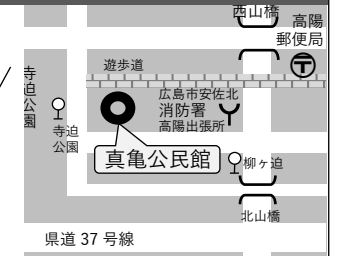 西山橋
高陽
郵便局
遊歩道
寺迫公園
寺迫
公園
広島市安佐北
消防署
高陽出張所
真亀公民館
柳ヶ迫
北山橋
県道 37 号線